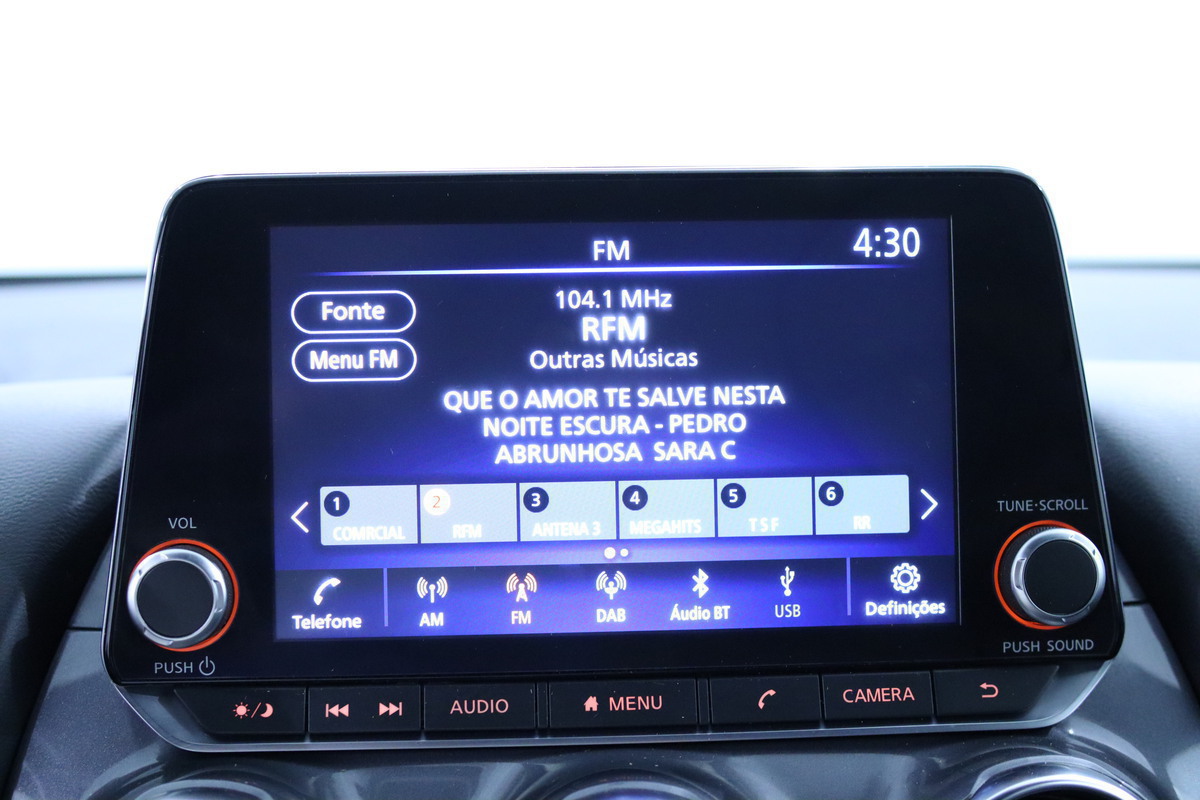 FM
4:30
Fonte
Menu FM
104.1 MHz
RFM
Outras Músicas
QUE O AMOR TE SALVE NESTA
NOITE ESCURA - PEDRO
ABRUNHOSA SARA C
1 COMRCIAL
2 RFM
3 ANTENA 3
4 MEGAHITS
5 T S F
6 RR
Telefone
AM
FM
DAB
Áudio BT
USB
Definições
VOL
PUSH
TUNE·SCROLL
PUSH SOUND
AUDIO
MENU
CAMERA